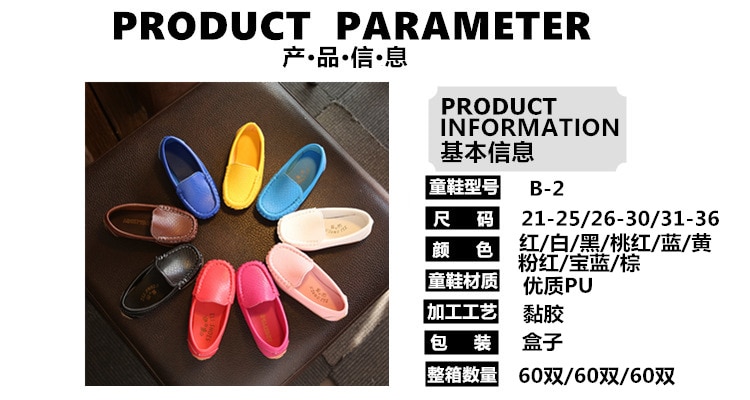 PRODUCT PARAMETER
产·品·信·息
PRODUCT
INFORMATION
基本信息
童鞋型号 B-2
尺 码 21-25/26-30/31-36
颜 色 红/白/黑/桃红/蓝/黄
粉红/宝蓝/棕
童鞋材质 优质PU
加工工艺 黏胶
包 装 盒子
整箱数量 60双/60双/60双